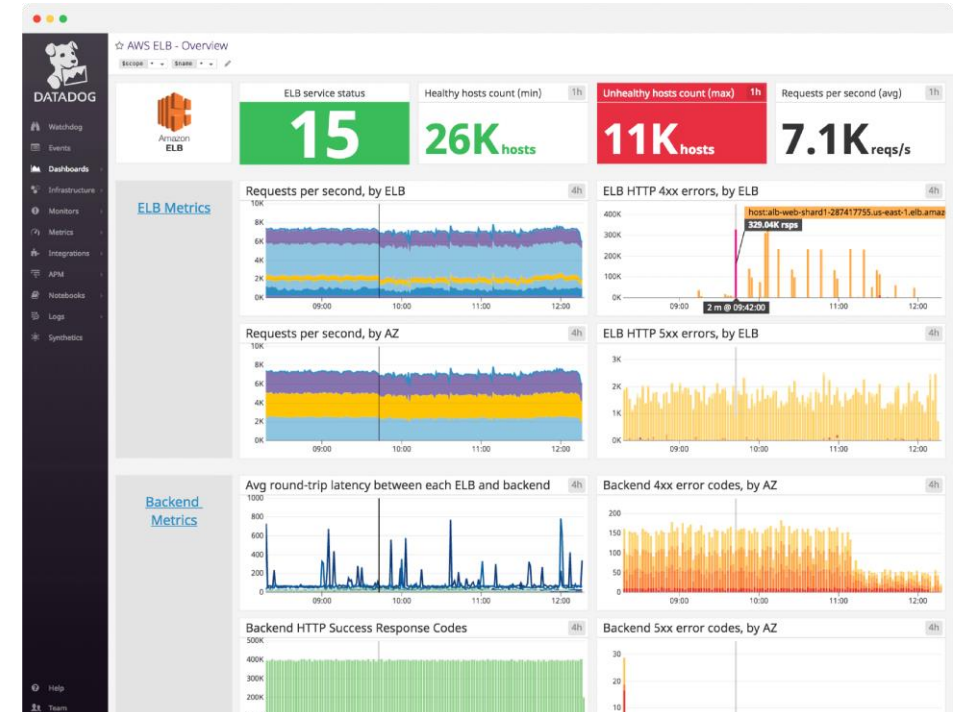 DATADOG
Watchdog
Events
Dashboards
Infrastructure
Monitors
Metrics
Integrations
APM
Notebooks
Logs
Synthetics
Help
Team
AWS ELB - Overview
$scope * $name *
Amazon
ELB
ELB service status
15
Healthy hosts count (min) 1h
26K hosts
Unhealthy hosts count (max) 1h
11K hosts
Requests per second (avg) 1h
7.1K reqs/s
ELB Metrics
Requests per second, by ELB 4h
10K
8K
6K
4K
2K
0K
09:00 10:00 11:00 12:00
ELB HTTP 4xx errors, by ELB 4h
400K
300K
200K
100K
0K
host:alb-web-shard1-287417755.us-east-1.elb.amaz
329.04K rsps
09:00 2 m @ 09:42:00 11:00 12:00
Requests per second, by AZ 4h
10K
8K
6K
4K
2K
0K
09:00 10:00 11:00 12:00
ELB HTTP 5xx errors, by ELB 4h
3K
2K
1K
0K
09:00 10:00 11:00 12:00
Backend
Metrics
Avg round-trip latency between each ELB and backend 4h
1000
800
600
400
200
0
09:00 10:00 11:00 12:00
Backend 4xx error codes, by AZ 4h
200
150
100
50
0
09:00 10:00 11:00 12:00
Backend HTTP Success Response Codes 4h
500K
400K
300K
200K
Backend 5xx error codes, by AZ 4h
30
20
10